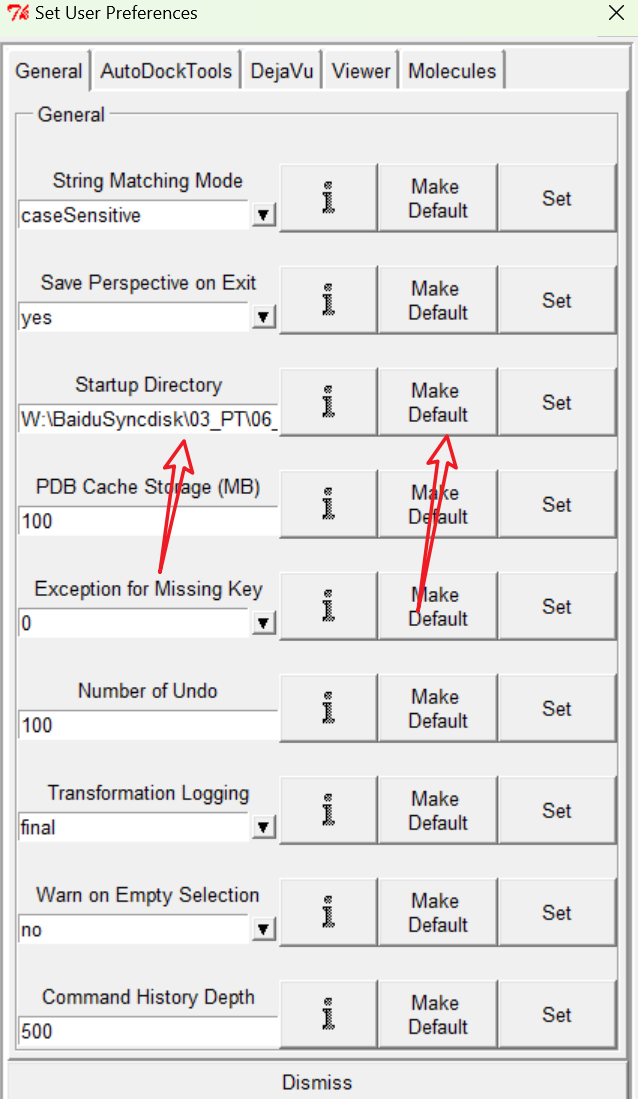 Set User Preferences
General AutoDockTools DejaVu Viewer Molecules
General
String Matching Mode
caseSensitive
i
Make
Default
Set
Save Perspective on Exit
yes
i
Make
Default
Set
Startup Directory
W:\BaiduSyncdisk\03_PT\06_
i
Make
Default
Set
PDB Cache Storage (MB)
100
i
Make
Default
Set
Exception for Missing Key
0
i
Make
Default
Set
Number of Undo
100
i
Make
Default
Set
Transformation Logging
final
i
Make
Default
Set
Warn on Empty Selection
no
i
Make
Default
Set
Command History Depth
500
i
Make
Default
Set
Dismiss